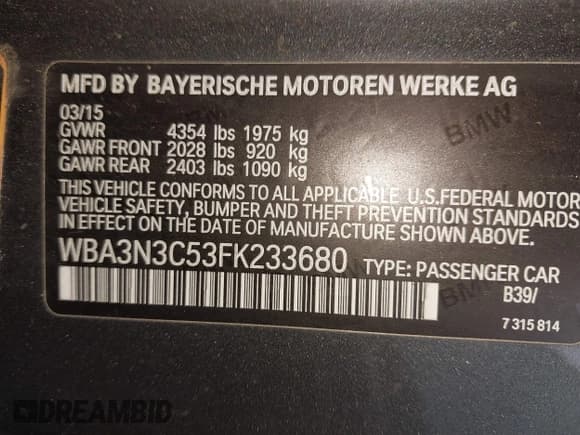 MFD BY BAYERISCHE MOTOREN WERKE AG
03/15
GVWR 4354 lbs 1975 kg
GAWR FRONT 2028 lbs 920 kg
GAWR REAR 2403 lbs 1090 kg
THIS VEHICLE CONFORMS TO ALL APPLICABLE U.S.FEDERAL MOTOR
VEHICLE SAFETY, BUMPER AND THEFT PREVENTION STANDARDS
IN EFFECT ON THE DATE OF MANUFACTURE SHOWN ABOVE.
WBA3N3C53FK233680 TYPE: PASSENGER CAR
B39/
7 315 814
BMW
BMW
DREAMBID